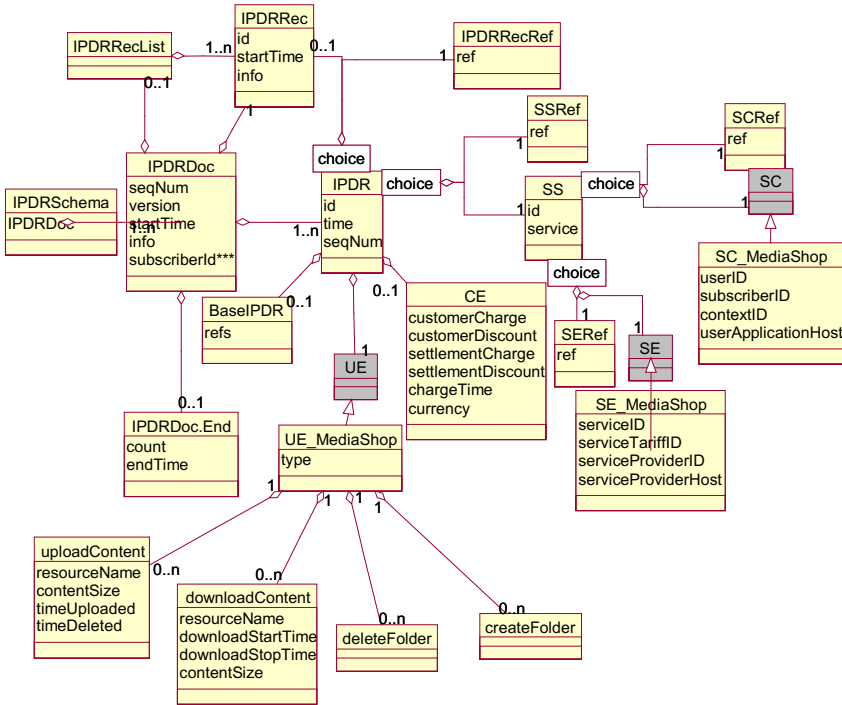 IPDRRec
id
startTime
info
IPDRRecList
1..n
0..1
0..1
1
IPDRRecRef
ref
1
choice
SSRef
ref
1
SCRef
ref
1
IPDRDoc
seqNum
version
startTime
info
subscriberId***
IPDRSchema
IPDRDoc
1..n
1..n
IPDR
id
time
seqNum
choice
SS
id
service
1
choice
SC
1
SC_MediaShop
userID
subscriberID
contextID
userApplicationHost
choice
BaseIPDR
refs
0..1
0..1
CE
customerCharge
customerDiscount
settlementCharge
settlementDiscount
chargeTime
currency
1
SERef
ref
1
SE
UE
1
SE_MediaShop
serviceID
serviceTariffID
serviceProviderID
serviceProviderHost
0..1
IPDRDoc.End
count
endTime
UE_MediaShop
type
1
1
1
1
uploadContent
resourceName
contentSize
timeUploaded
timeDeleted
0..n
0..n
downloadContent
resourceName
downloadStartTime
downloadStopTime
contentSize
0..n
deleteFolder
0..n
createFolder